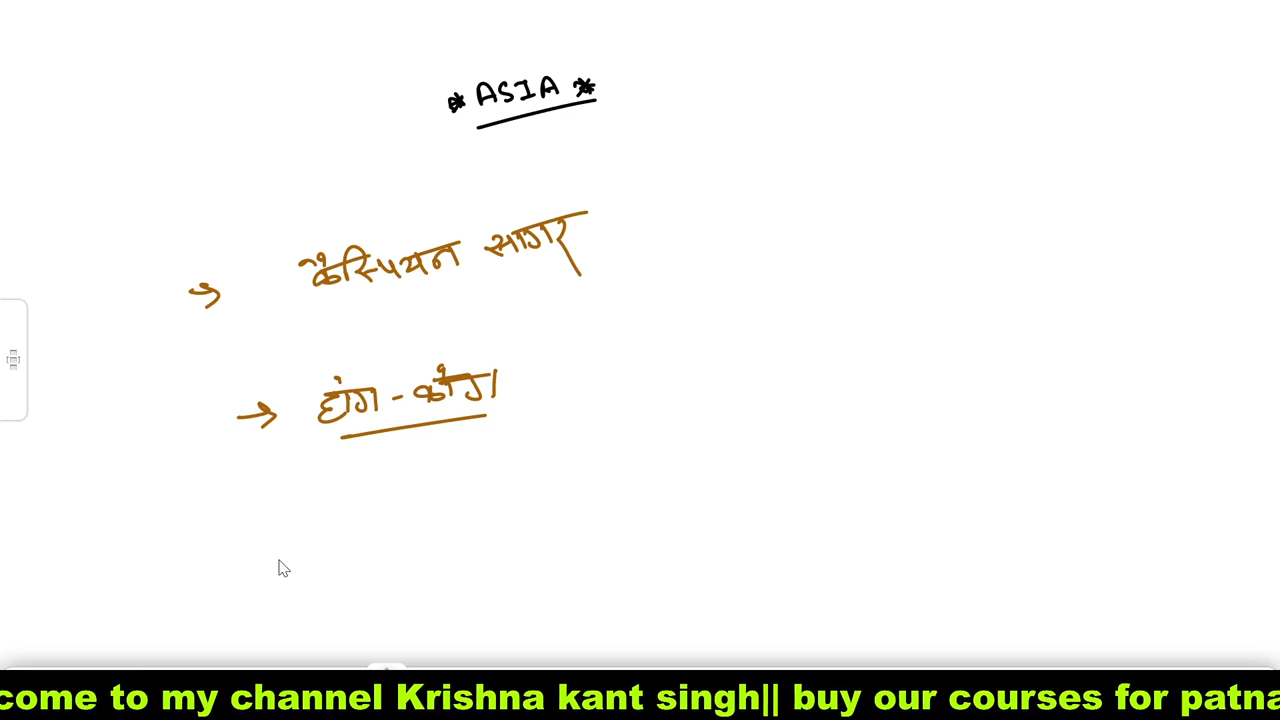 * ASIA *
→ कैस्पियन सागर
→ हांग - कॉंग
come to my channel Krishna kant singh|| buy our courses for patna